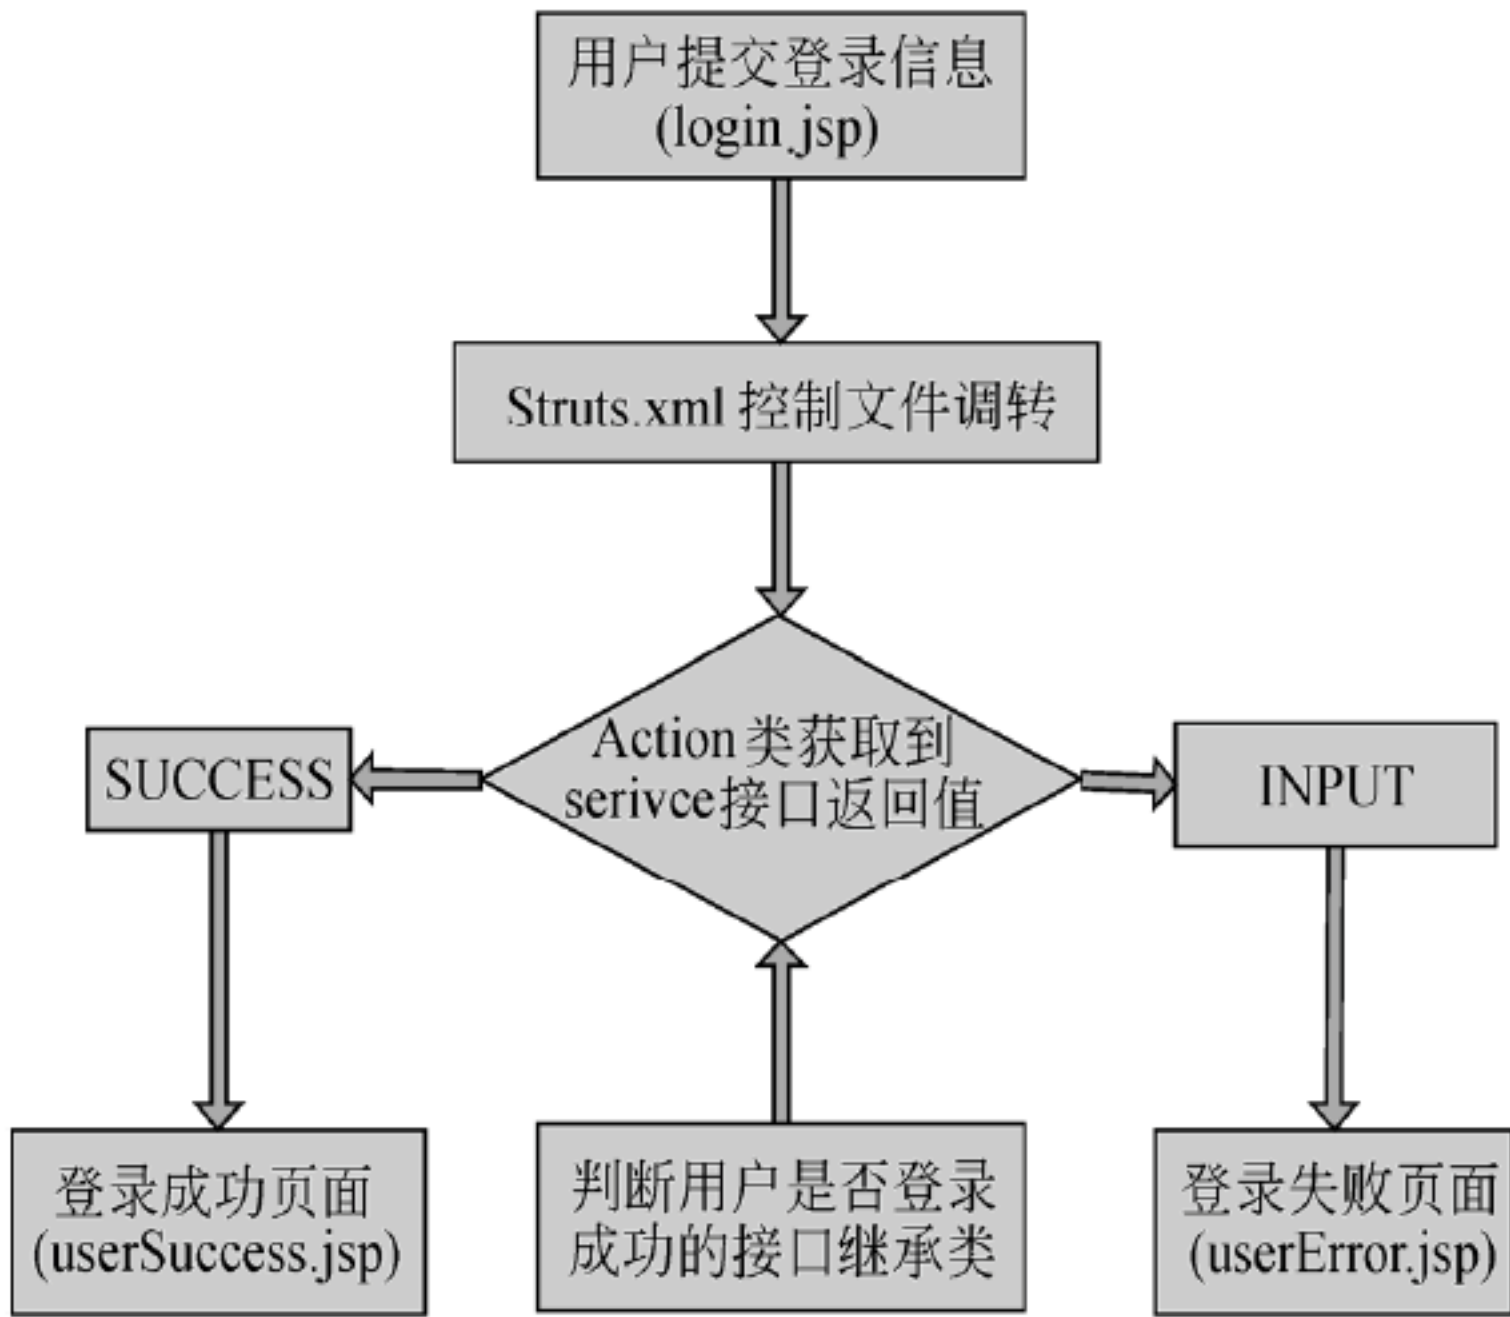 用户提交登录信息
(login.jsp)
Struts.xml 控制文件调转
Action 类获取到
serivce接口返回值
SUCCESS
INPUT
登录成功页面
(userSuccess.jsp)
判断用户是否登录
成功的接口继承类
登录失败页面
(userError.jsp)